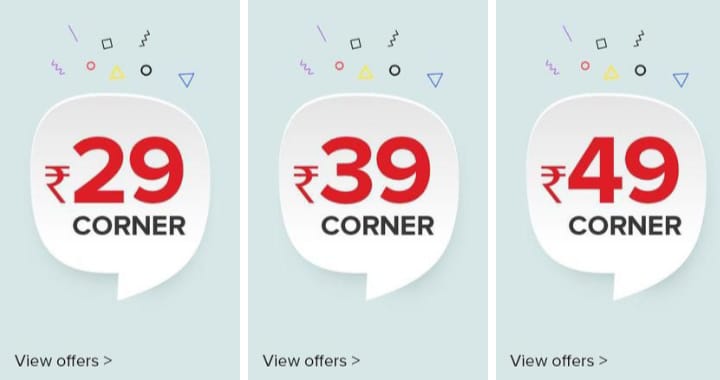 ₹29
CORNER
View offers >
₹39
CORNER
View offers >
₹49
CORNER
View offers >